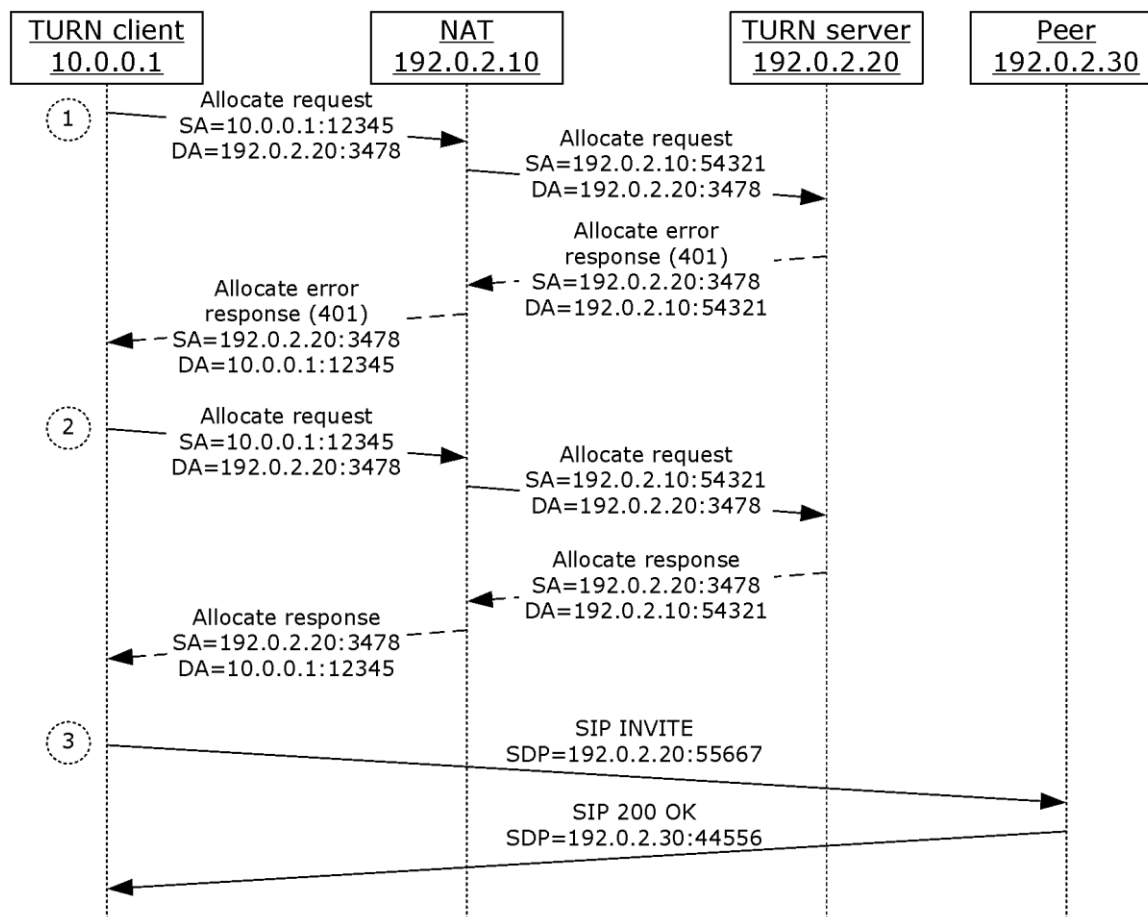 TURN client
10.0.0.1
NAT
192.0.2.10
TURN server
192.0.2.20
Peer
192.0.2.30
1
Allocate request
SA=10.0.0.1:12345
DA=192.0.2.20:3478
Allocate request
SA=192.0.2.10:54321
DA=192.0.2.20:3478
Allocate error
response (401)
SA=192.0.2.20:3478
DA=192.0.2.10:54321
Allocate error
response (401)
SA=192.0.2.20:3478
DA=10.0.0.1:12345
2
Allocate request
SA=10.0.0.1:12345
DA=192.0.2.20:3478
Allocate request
SA=192.0.2.10:54321
DA=192.0.2.20:3478
Allocate response
SA=192.0.2.20:3478
DA=192.0.2.10:54321
Allocate response
SA=192.0.2.20:3478
DA=10.0.0.1:12345
3
SIP INVITE
SDP=192.0.2.20:55667
SIP 200 OK
SDP=192.0.2.30:44556